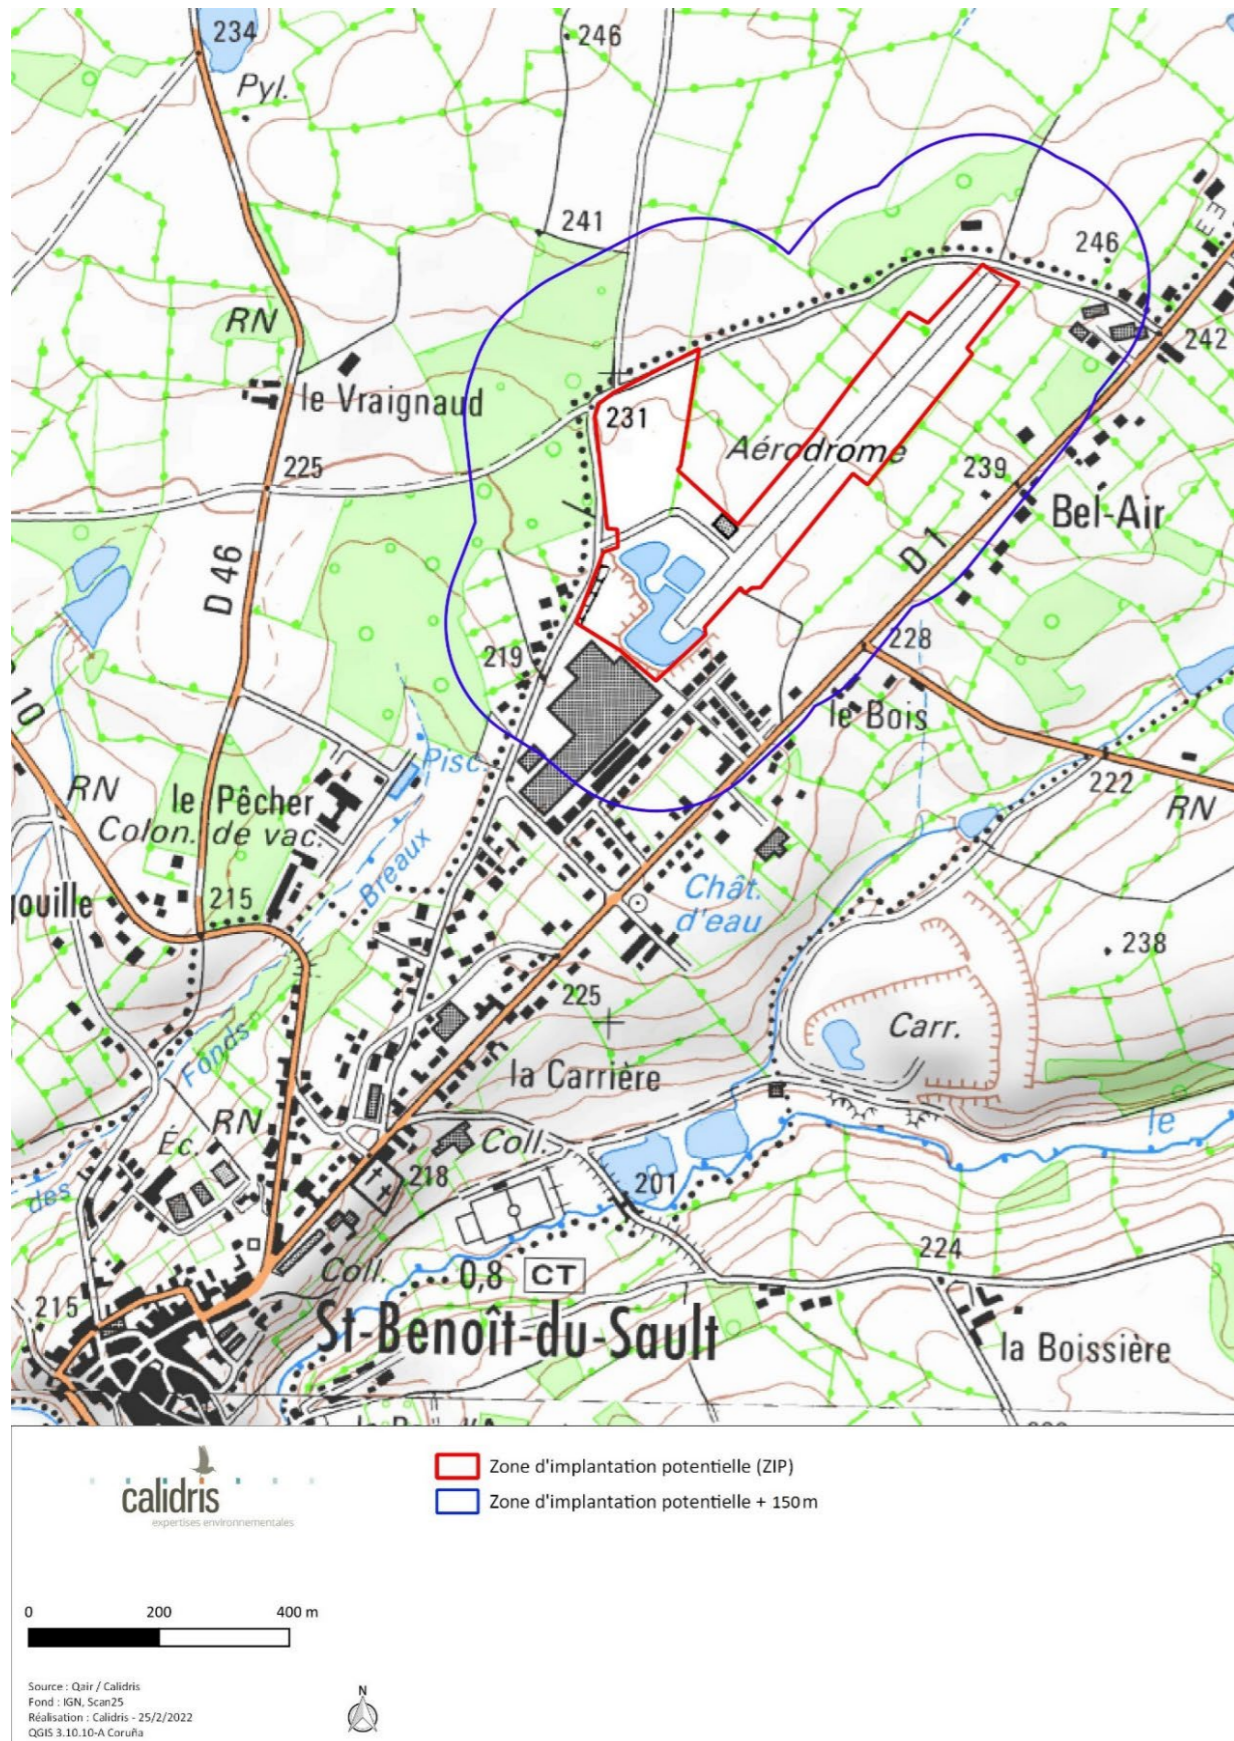 234
246
Pyl.
241
246
RN
242
le Vraignaud
231
Aérodrome
225
239
Bel-Air
D 46
D 1
219
228
le Bois
10
Pisc.
RN
le Pêcher
222
RN
Colon. de vac.
Breaux
215
Chât.
d'eau
ouille
238
225
Carr.
Fonds
la Carrière
RN
Éc.
Coll.
le
218
201
des
224
Coll.
0,8 CT
215
St-Benoît-du-Sault
la Boissière
calidris
expertises environnementales
Zone d'implantation potentielle (ZIP)
Zone d'implantation potentielle + 150 m
0 200 400 m
Source : Qair / Calidris
Fond : IGN, Scan25
Réalisation : Calidris - 25/2/2022
QGIS 3.10.10-A Coruña
N